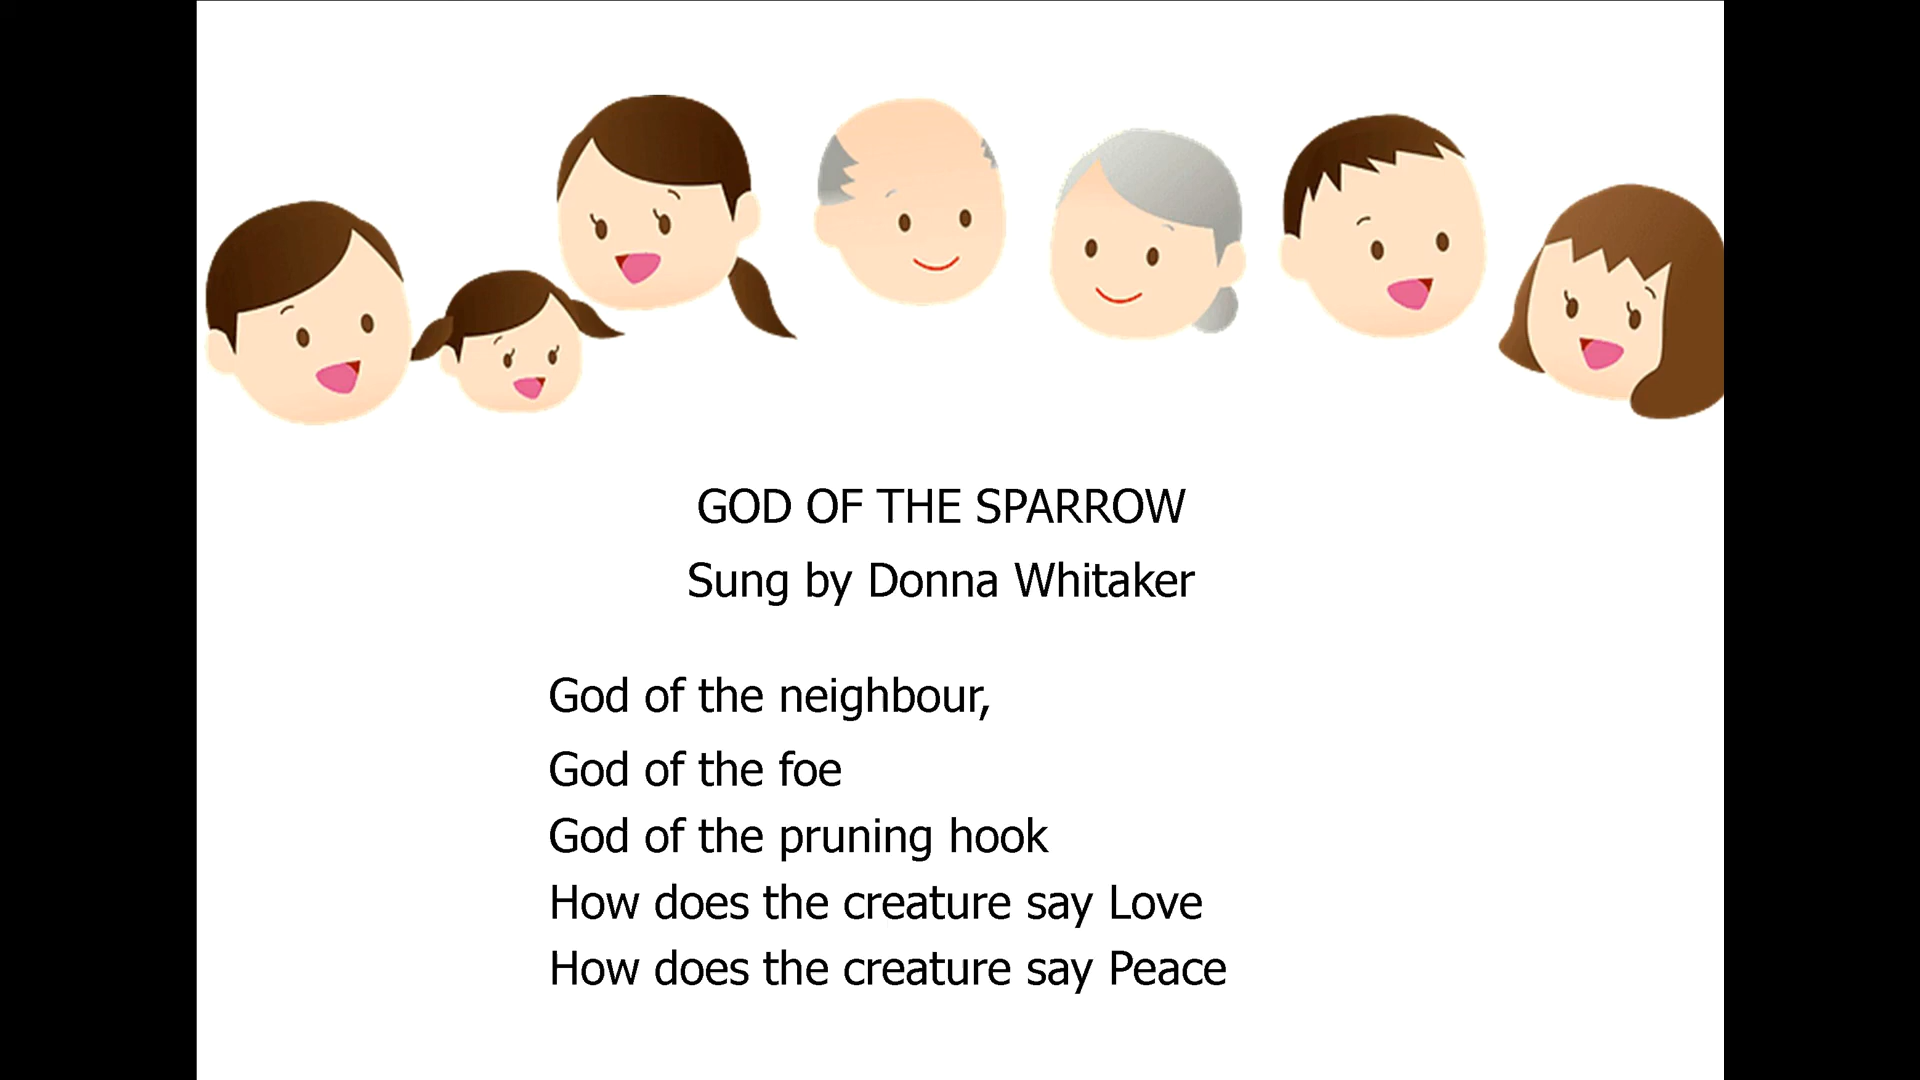 GOD OF THE SPARROW
Sung by Donna Whitaker
God of the neighbour,
God of the foe
God of the pruning hook
How does the creature say Love
How does the creature say Peace